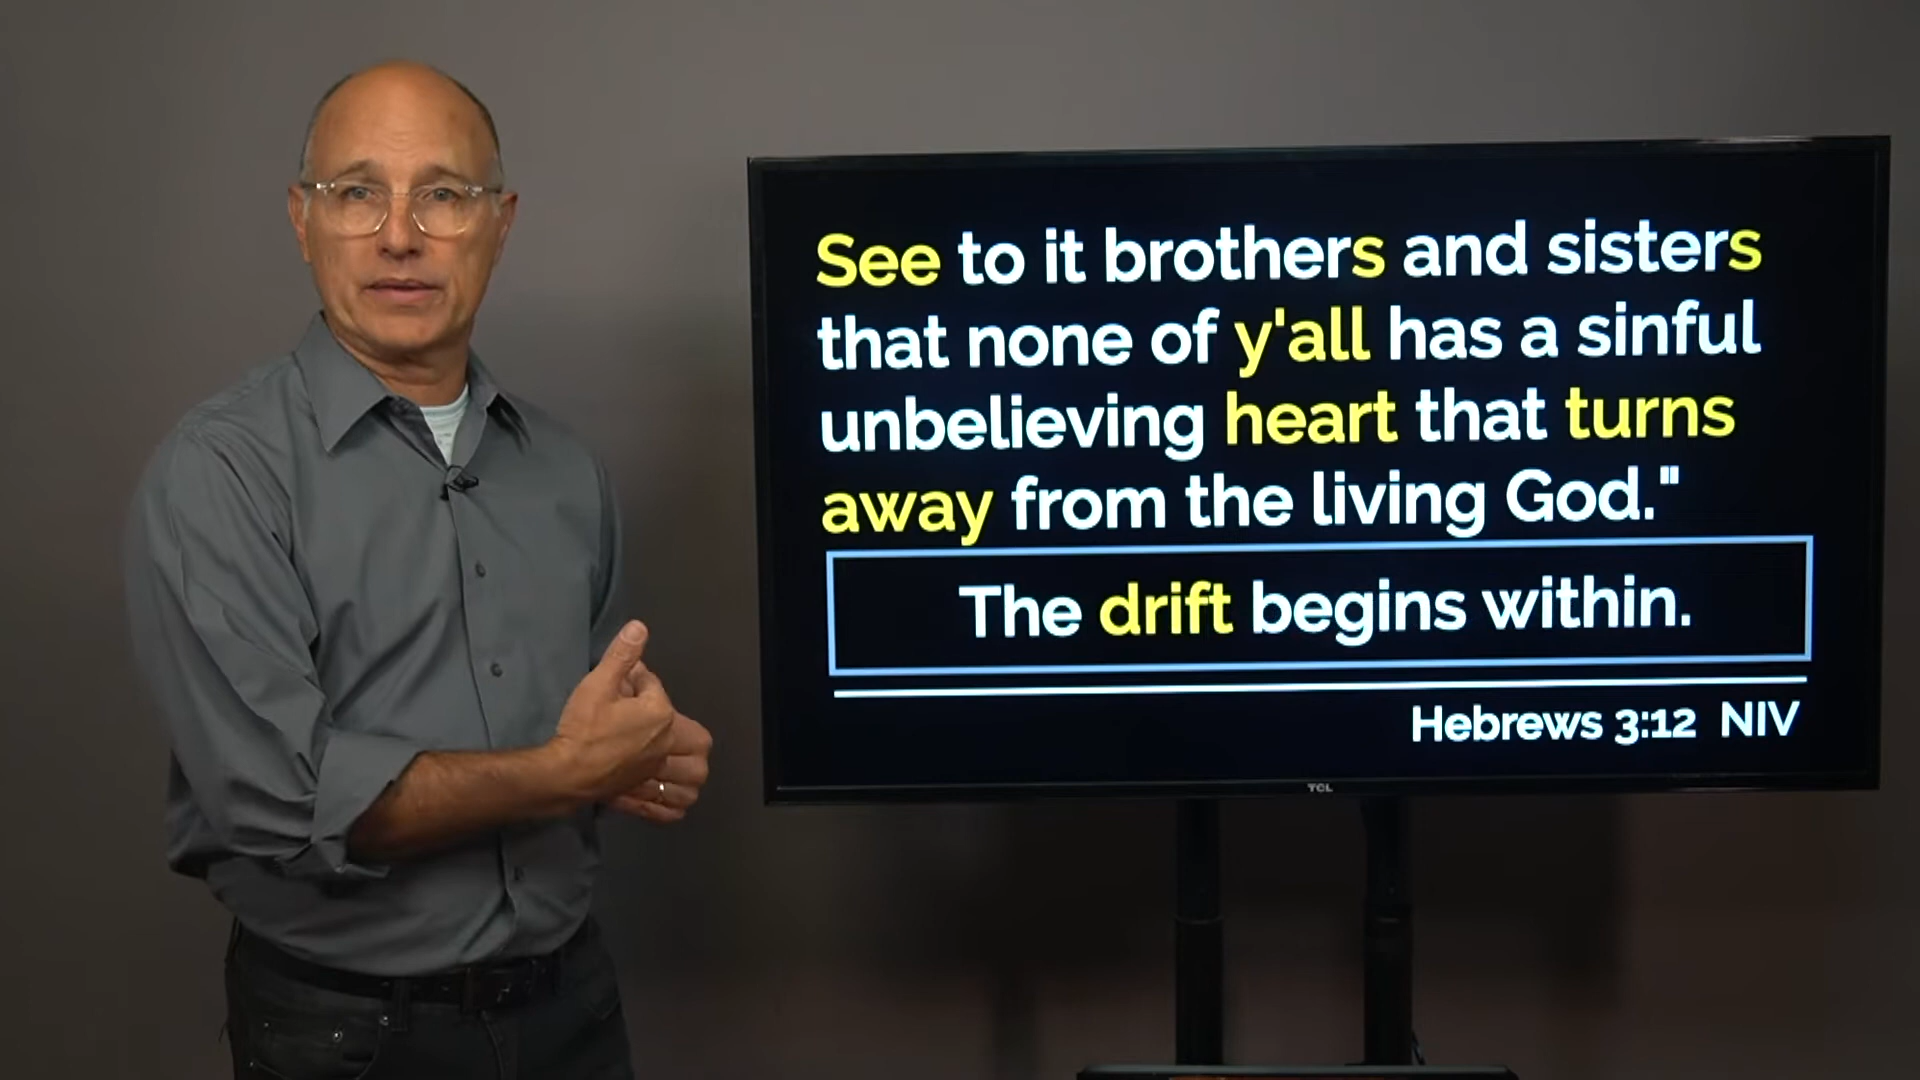 See to it brothers and sisters
that none of y'all has a sinful
unbelieving heart that turns
away from the living God."
The drift begins within.
Hebrews 3:12 NIV
TCL